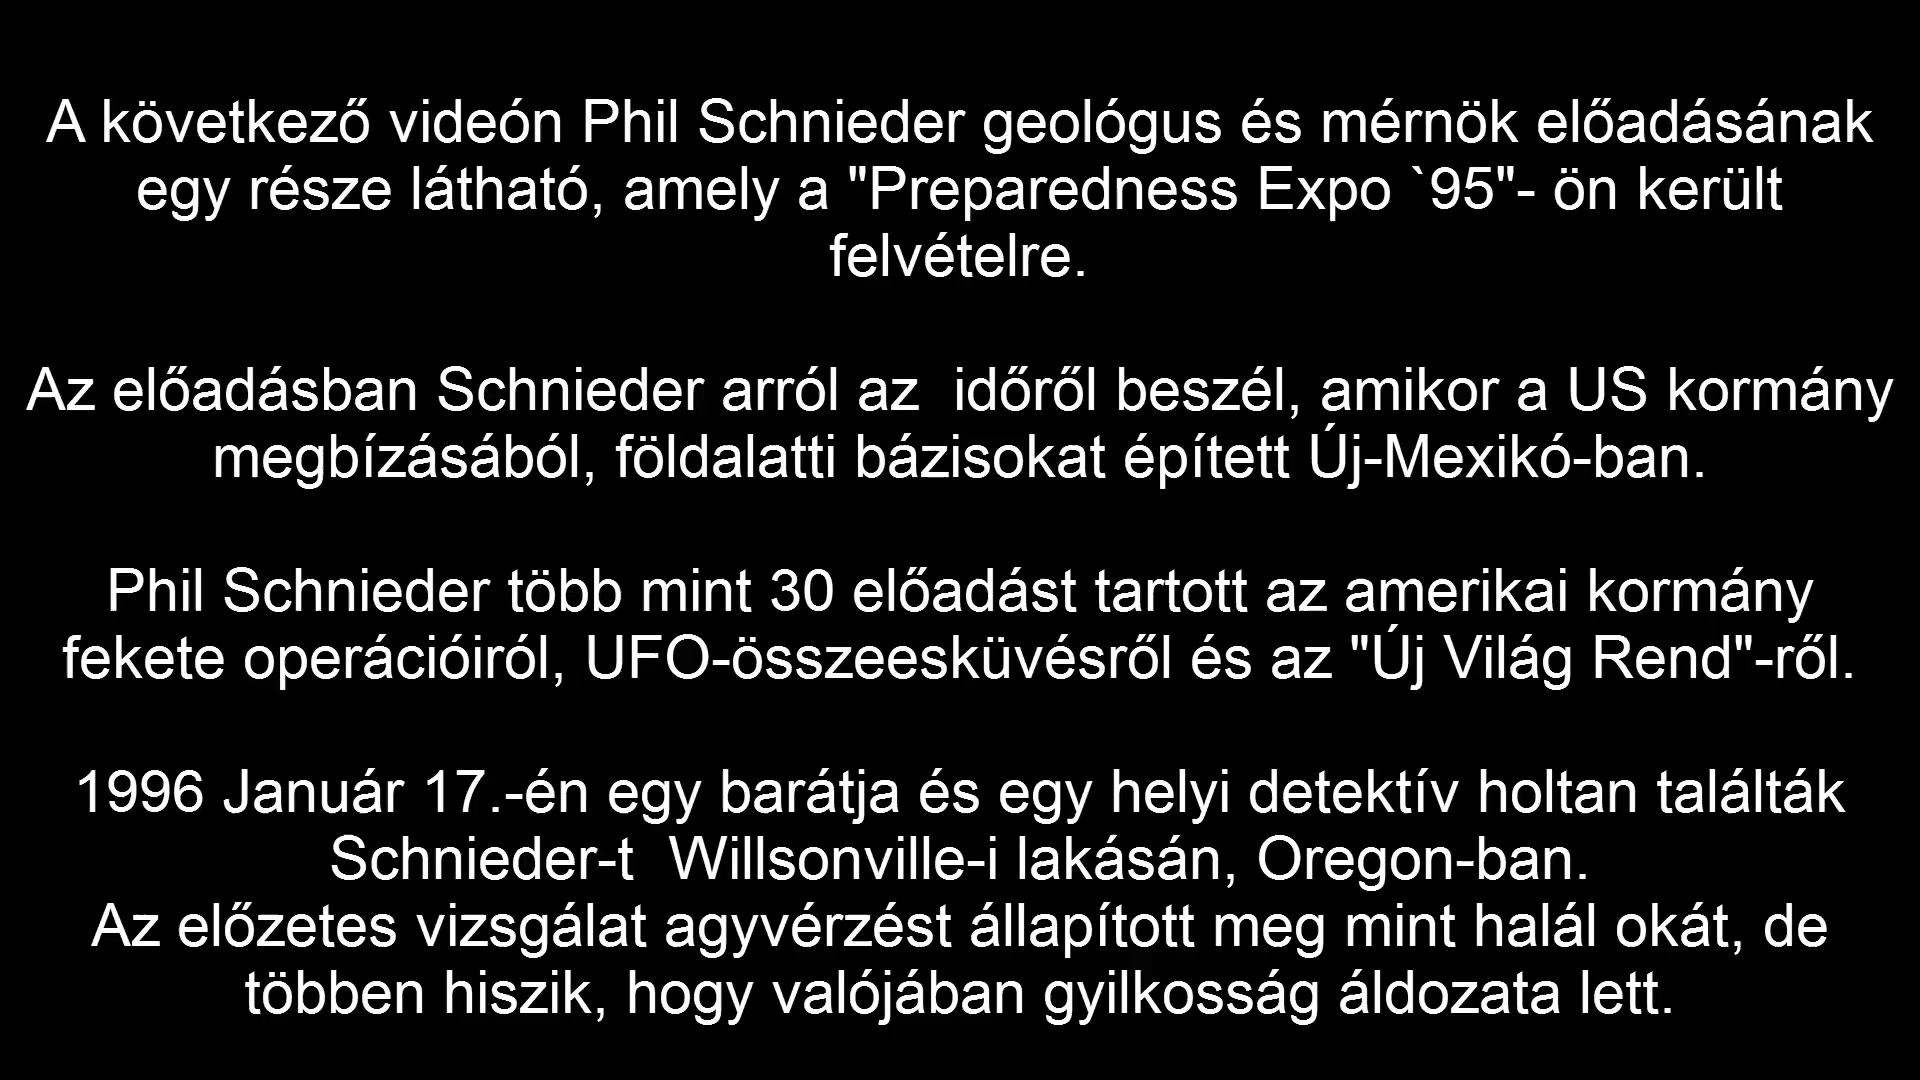 A következő videón Phil Schnieder geológus és mérnök előadásának
egy része látható, amely a "Preparedness Expo `95"- ön került
felvételre.
Az előadásban Schnieder arról az  időről beszél, amikor a US kormány
megbízásából, földalatti bázisokat épített Új-Mexikó-ban.
Phil Schnieder több mint 30 előadást tartott az amerikai kormány
fekete operációiról, UFO-összeesküvésről és az "Új Világ Rend"-ről.
1996 Január 17.-én egy barátja és egy helyi detektív holtan találták
Schnieder-t  Willsonville-i lakásán, Oregon-ban.
Az előzetes vizsgálat agyvérzést állapított meg mint halál okát, de
többen hiszik, hogy valójában gyilkosság áldozata lett.